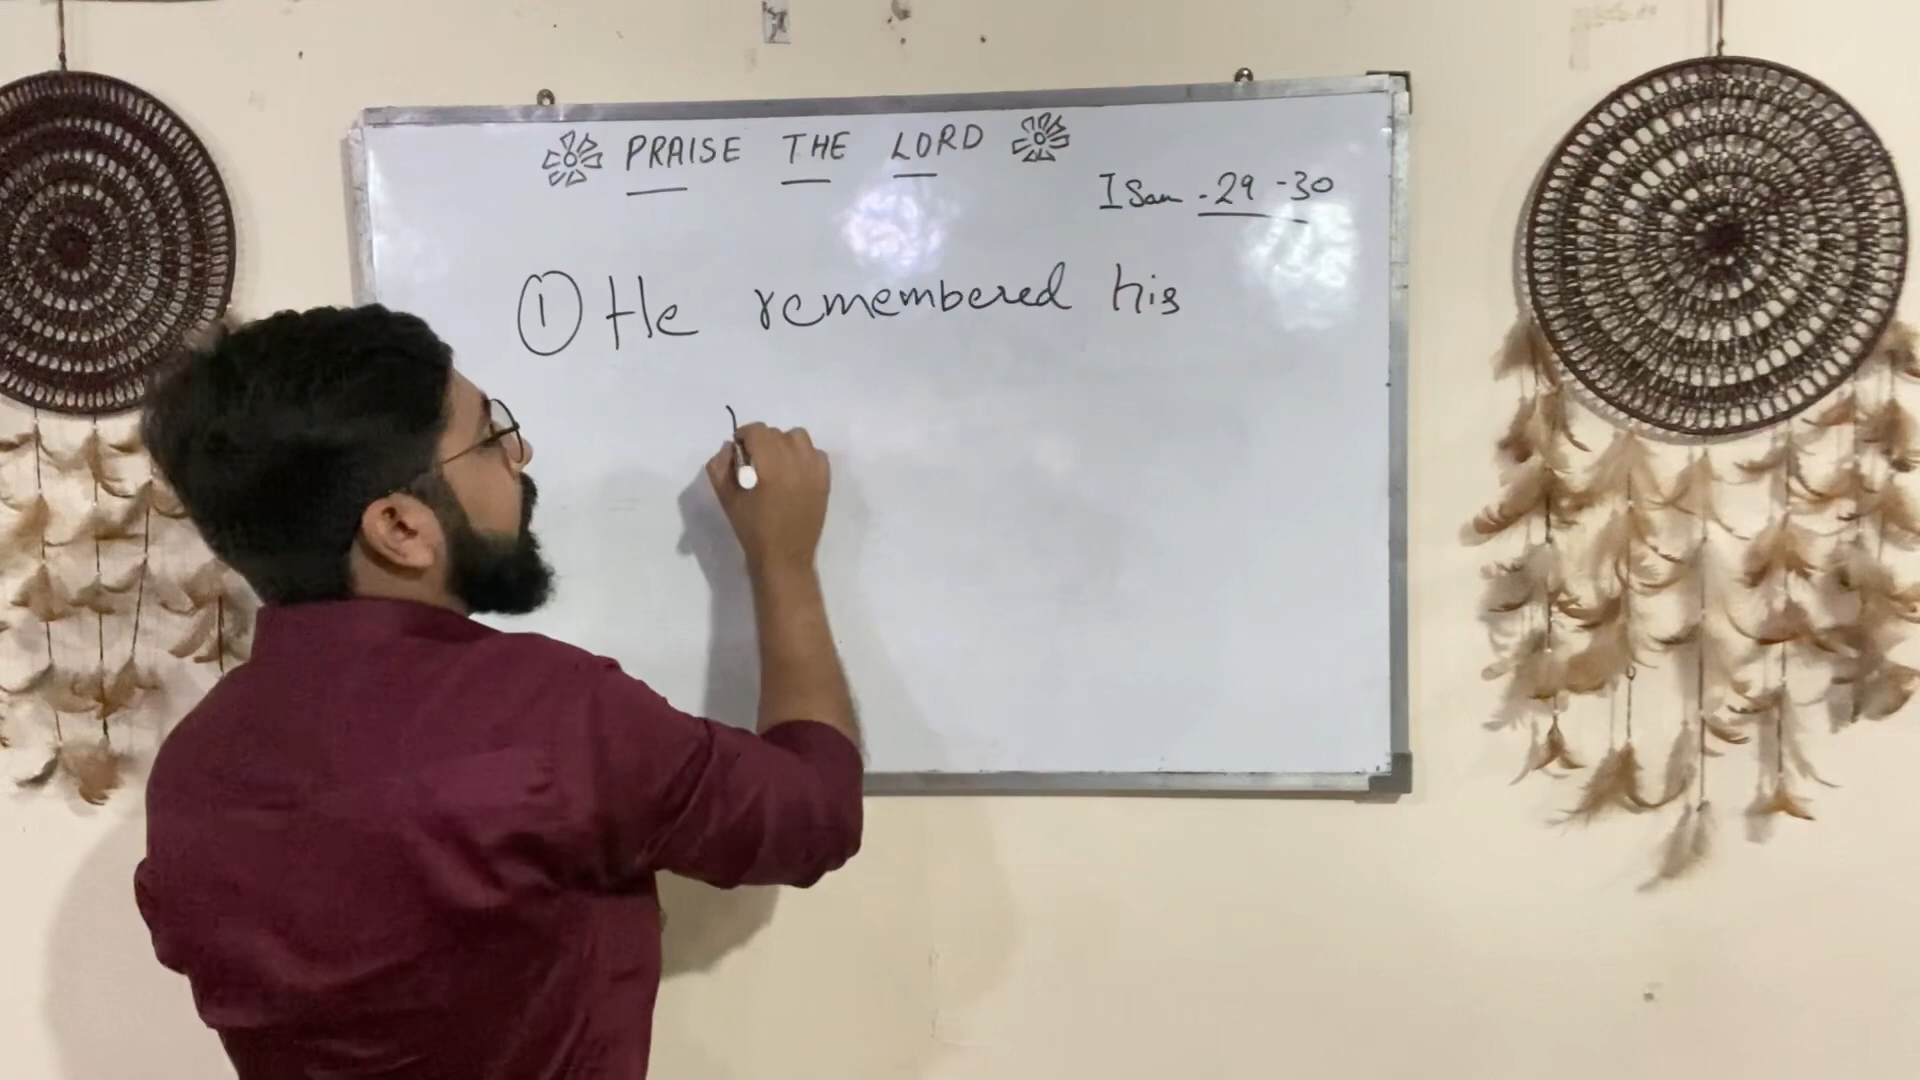 PRAISE THE LORD
I Sam - 29 - 30
① He remembered his